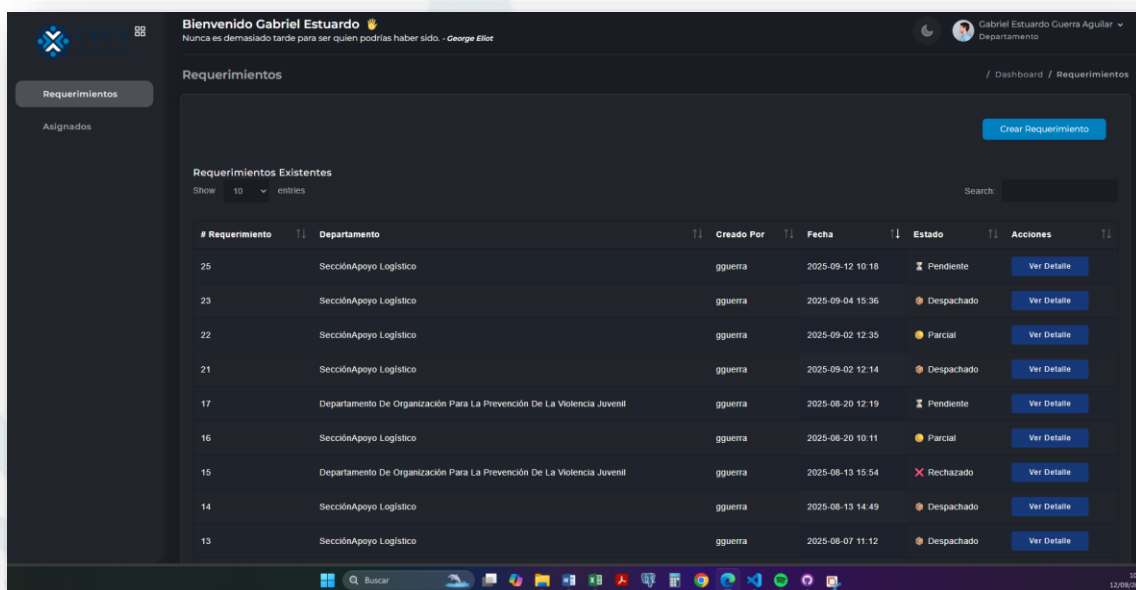 Bienvenido Gabriel Estuardo 🖐
Nunca es demasiado tarde para ser quien podrías haber sido. - George Eliot
Gabriel Estuardo Guerra Aguilar
Departamento
Requerimientos
Asignados
Requerimientos
/ Dashboard / Requerimientos
Crear Requerimiento
Requerimientos Existentes
Show 10 entries
Search:
# Requerimiento Departamento Creado Por Fecha Estado Acciones
25 SecciónApoyo Logístico gguerra 2025-09-12 10:18 ⏳ Pendiente Ver Detalle
23 SecciónApoyo Logístico gguerra 2025-09-04 15:36 📦 Despachado Ver Detalle
22 SecciónApoyo Logístico gguerra 2025-09-02 12:35 🟡 Parcial Ver Detalle
21 SecciónApoyo Logístico gguerra 2025-09-02 12:14 📦 Despachado Ver Detalle
17 Departamento De Organización Para La Prevención De La Violencia Juvenil gguerra 2025-08-20 12:19 ⏳ Pendiente Ver Detalle
16 SecciónApoyo Logístico gguerra 2025-08-20 10:11 🟡 Parcial Ver Detalle
15 Departamento De Organización Para La Prevención De La Violencia Juvenil gguerra 2025-08-13 15:54 ❌ Rechazado Ver Detalle
14 SecciónApoyo Logístico gguerra 2025-08-13 14:49 📦 Despachado Ver Detalle
13 SecciónApoyo Logístico gguerra 2025-08-07 11:12 📦 Despachado Ver Detalle
Buscar